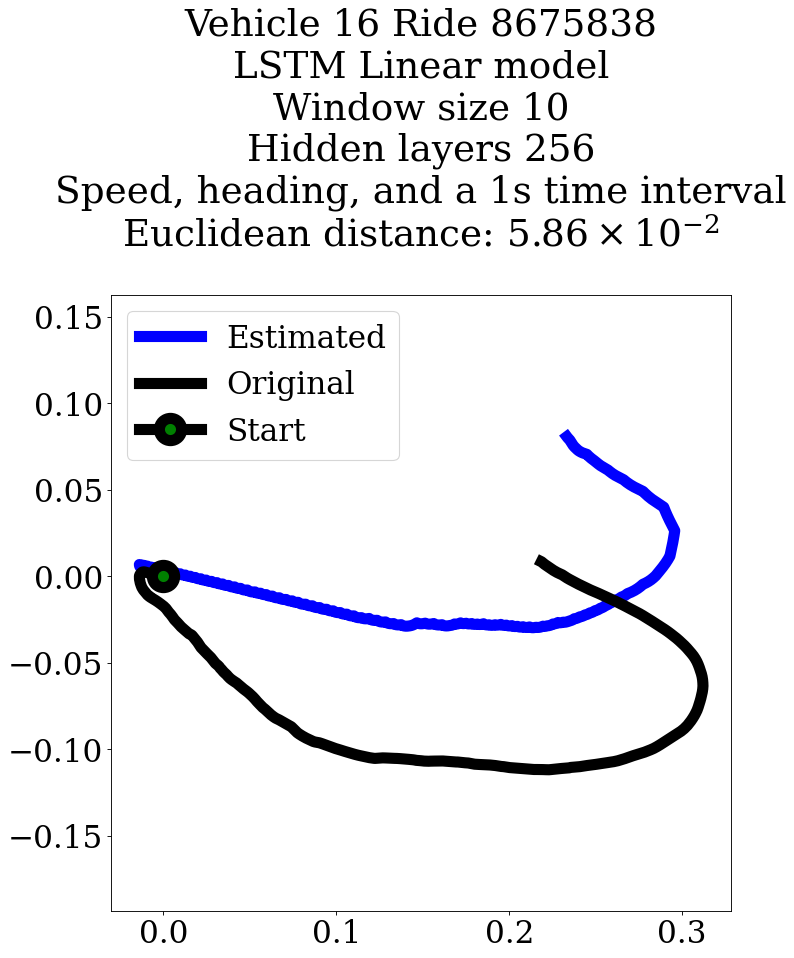 Vehicle 16 Ride 8675838
LSTM Linear model
Window size 10
Hidden layers 256
Speed, heading, and a 1s time interval
Euclidean distance: 5.86 × 10⁻²
Estimated
Original
Start
0.15
0.10
0.05
0.00
−0.05
−0.10
−0.15
0.0 0.1 0.2 0.3